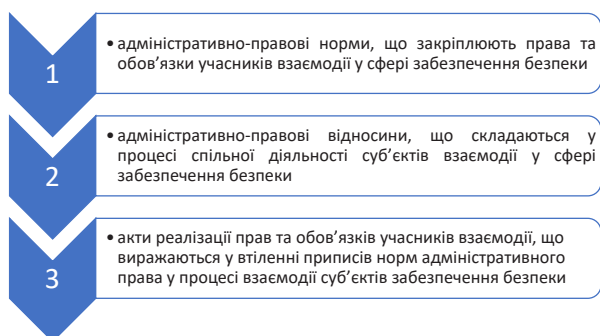 1
• адміністративно-правові норми, що закріплюють права та
обов’язки учасників взаємодії у сфері забезпечення безпеки
2
• адміністративно-правові відносини, що складаються у
процесі спільної діяльності суб’єктів взаємодії у сфері
забезпечення безпеки
3
• акти реалізації прав та обов’язків учасників взаємодії, що
виражаються у втіленні приписів норм адміністративного
права у процесі взаємодії суб’єктів забезпечення безпеки